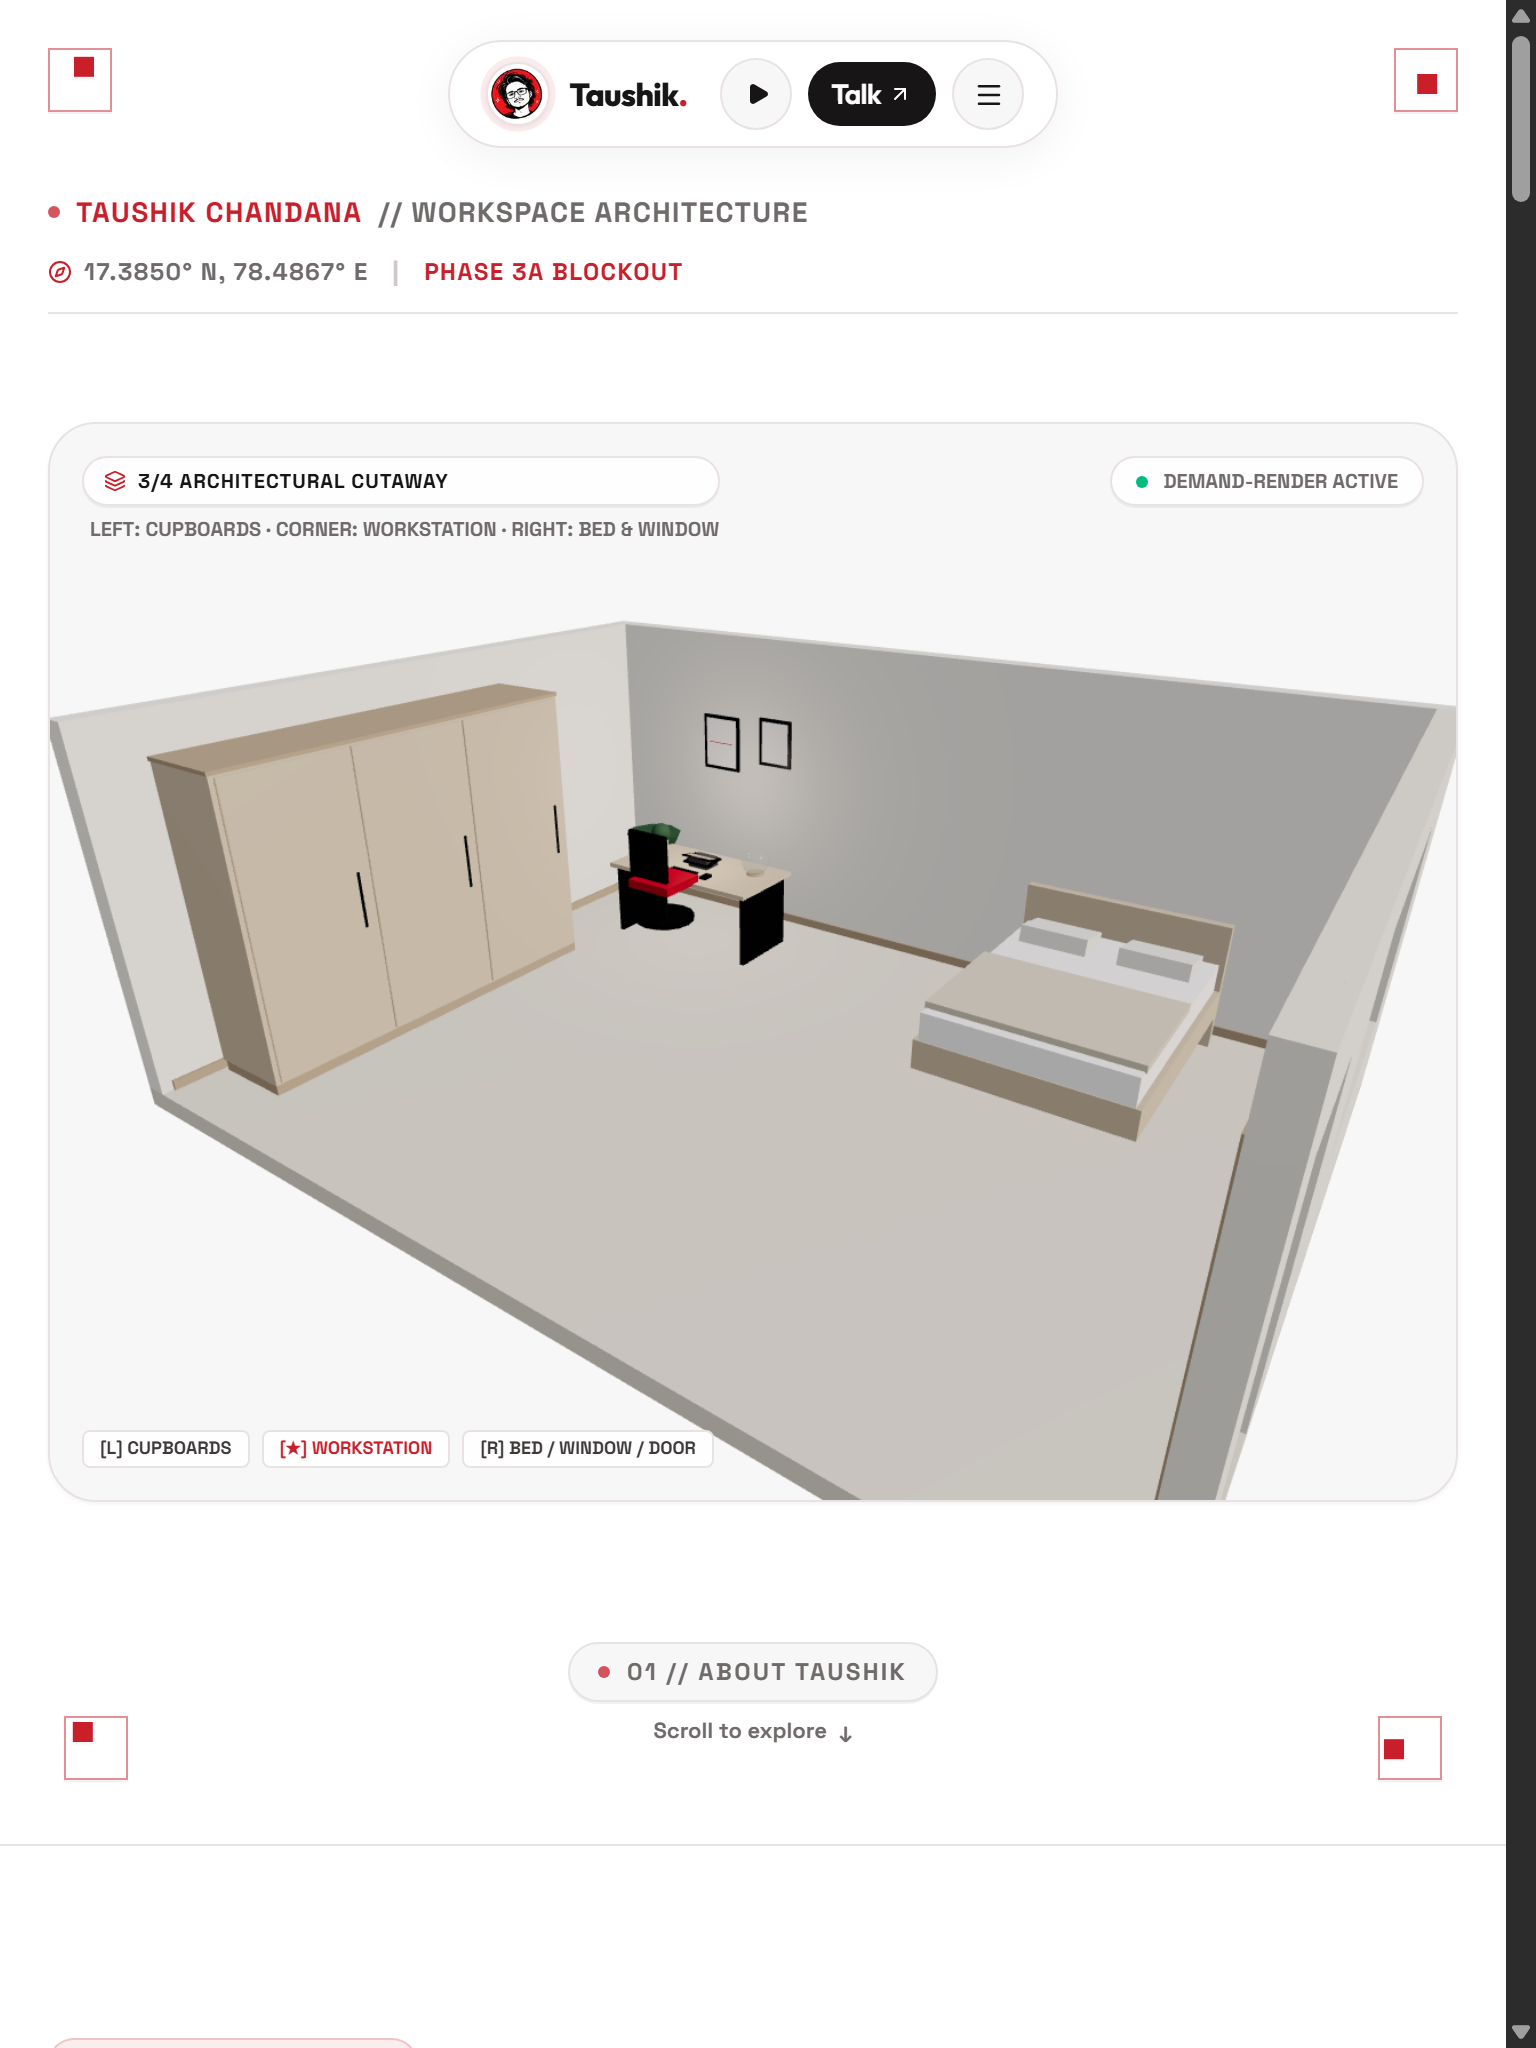 Taushik.
Talk ↗
TAUSHIK CHANDANA // WORKSPACE ARCHITECTURE
17.3850° N, 78.4867° E | PHASE 3A BLOCKOUT
3/4 ARCHITECTURAL CUTAWAY
DEMAND-RENDER ACTIVE
LEFT: CUPBOARDS · CORNER: WORKSTATION · RIGHT: BED & WINDOW
[L] CUPBOARDS
[★] WORKSTATION
[R] BED / WINDOW / DOOR
01 // ABOUT TAUSHIK
Scroll to explore ↓